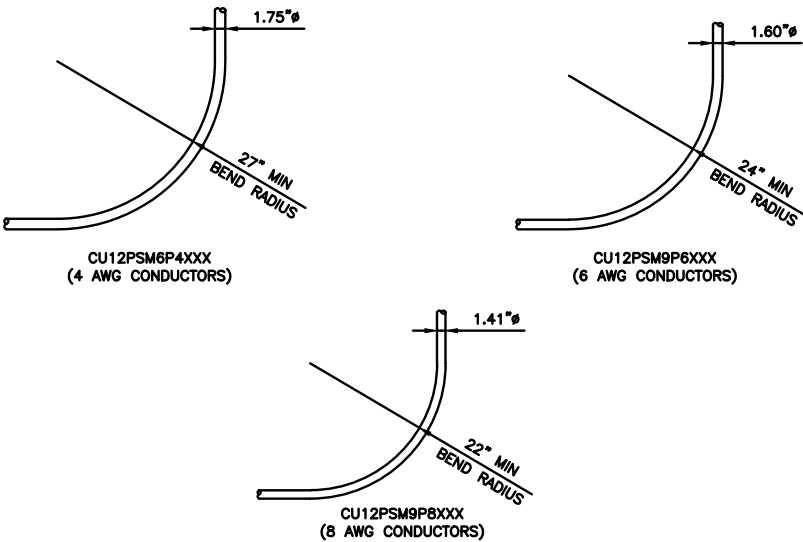 1.75"ø
27" MIN
BEND RADIUS
CU12PSM6P4XXX
(4 AWG CONDUCTORS)
1.60"ø
24" MIN
BEND RADIUS
CU12PSM9P6XXX
(6 AWG CONDUCTORS)
1.41"ø
22" MIN
BEND RADIUS
CU12PSM9P8XXX
(8 AWG CONDUCTORS)